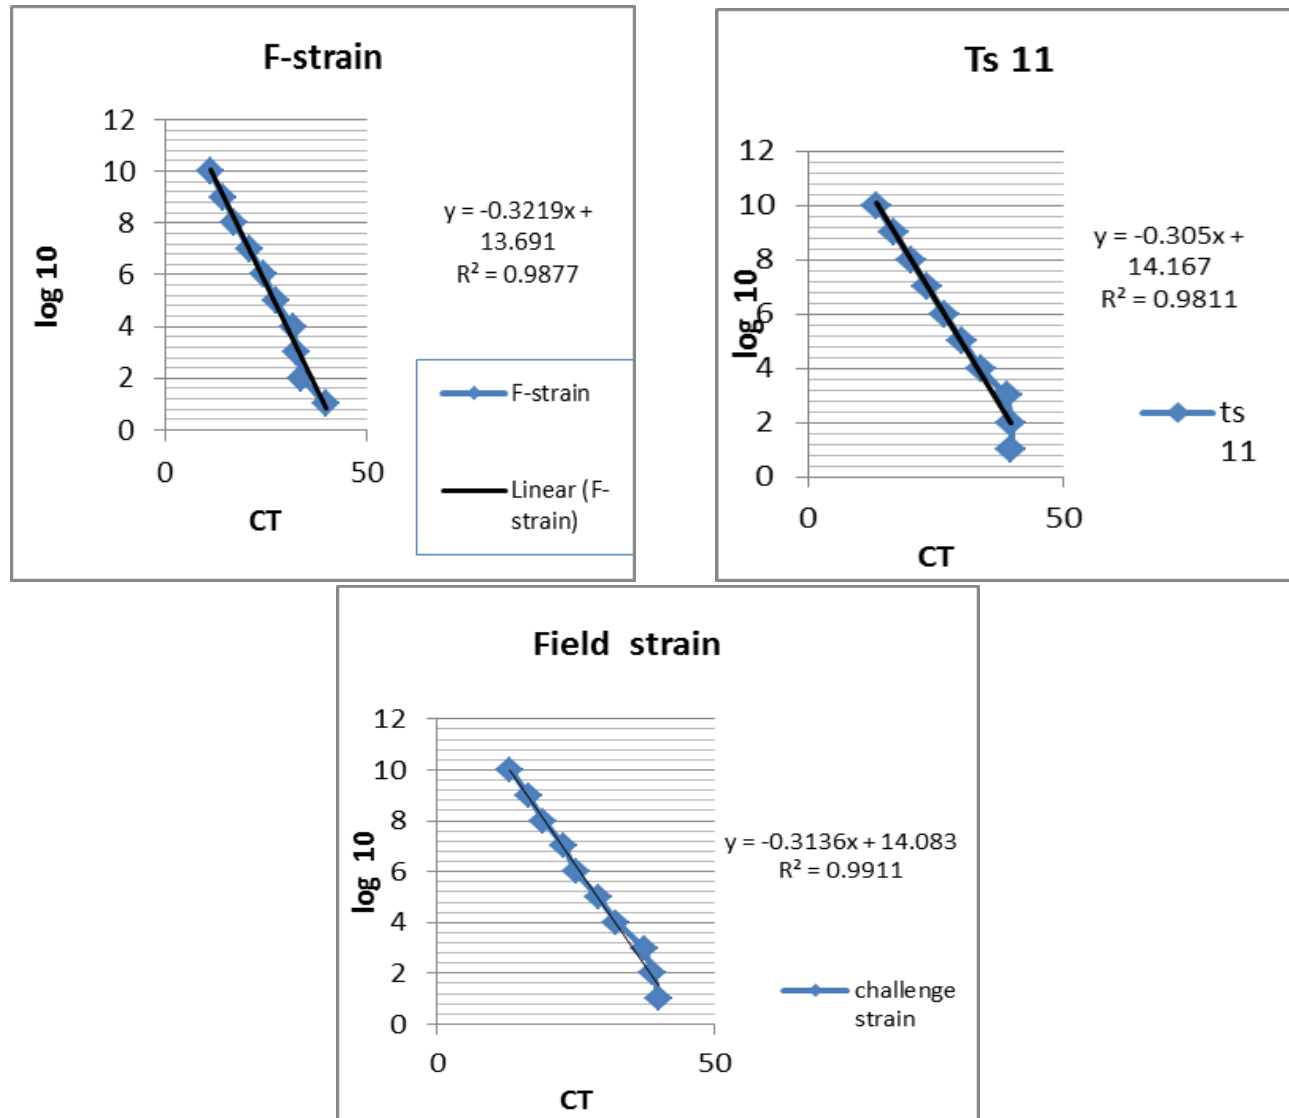 F-strain
12
10
8
6
4
2
0
0
50
log 10
CT
y = -0.3219x +
13.691
R² = 0.9877
F-strain
Linear (F-
strain)
Ts 11
12
10
8
6
4
2
0
0
50
log 10
CT
y = -0.305x +
14.167
R² = 0.9811
ts
11
Field strain
12
10
8
6
4
2
0
0
50
log 10
CT
y = -0.3136x + 14.083
R² = 0.9911
challenge
strain